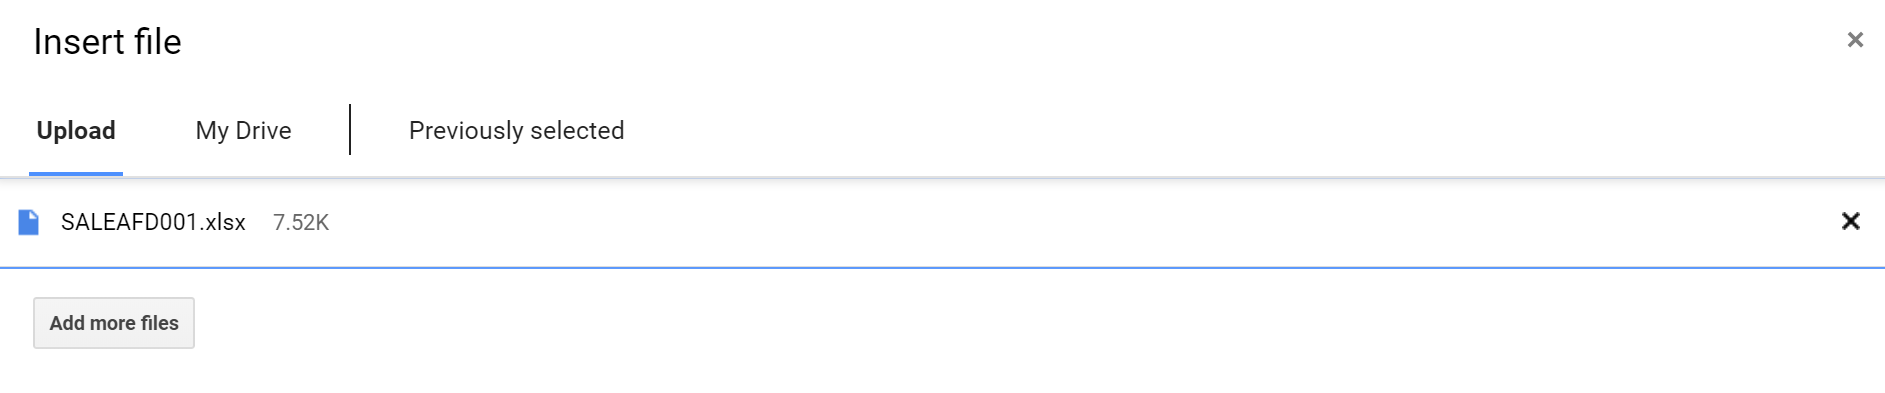 Insert file
Upload My Drive Previously selected
SALEAFD001.xlsx 7.52K
Add more files